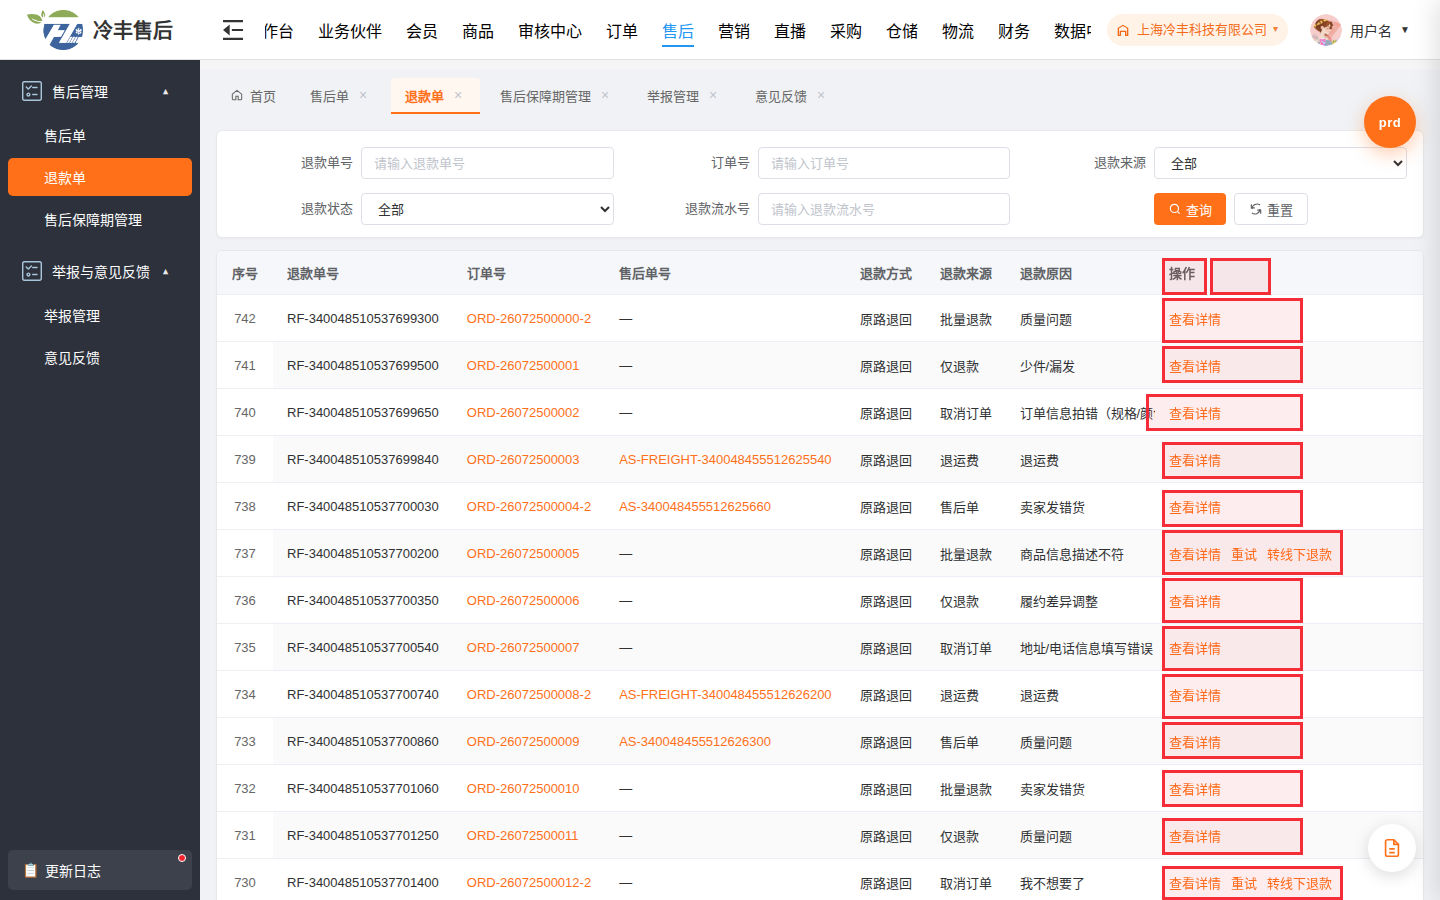 冷丰售后
作台 业务伙伴 会员 商品 审核中心 订单 售后 营销 直播 采购 仓储 物流 财务 数据
上海冷丰科技有限公司 ▾
用户名 ▼
售后管理 ▲
售后单
退款单
售后保障期管理
举报与意见反馈 ▲
举报管理
意见反馈
更新日志
首页 售后单 × 退款单 × 售后保障期管理 × 举报管理 × 意见反馈 ×
prd
退款单号 请输入退款单号 订单号 请输入订单号 退款来源 全部
退款状态 全部 退款流水号 请输入退款流水号 查询 重置
序号 退款单号 订单号 售后单号 退款方式 退款来源 退款原因 操作
742 RF-340048510537699300 ORD-26072500000-2 — 原路退回 批量退款 质量问题 查看详情
741 RF-340048510537699500 ORD-26072500001 — 原路退回 仅退款 少件/漏发 查看详情
740 RF-340048510537699650 ORD-26072500002 — 原路退回 取消订单 订单信息拍错（规格/颜 查看详情
739 RF-340048510537699840 ORD-26072500003 AS-FREIGHT-340048455512625540 原路退回 退运费 退运费 查看详情
738 RF-340048510537700030 ORD-26072500004-2 AS-340048455512625660 原路退回 售后单 卖家发错货 查看详情
737 RF-340048510537700200 ORD-26072500005 — 原路退回 批量退款 商品信息描述不符 查看详情 重试 转线下退款
736 RF-340048510537700350 ORD-26072500006 — 原路退回 仅退款 履约差异调整 查看详情
735 RF-340048510537700540 ORD-26072500007 — 原路退回 取消订单 地址/电话信息填写错误 查看详情
734 RF-340048510537700740 ORD-26072500008-2 AS-FREIGHT-340048455512626200 原路退回 退运费 退运费 查看详情
733 RF-340048510537700860 ORD-26072500009 AS-340048455512626300 原路退回 售后单 质量问题 查看详情
732 RF-340048510537701060 ORD-26072500010 — 原路退回 批量退款 卖家发错货 查看详情
731 RF-340048510537701250 ORD-26072500011 — 原路退回 仅退款 质量问题 查看详情
730 RF-340048510537701400 ORD-26072500012-2 — 原路退回 取消订单 我不想要了 查看详情 重试 转线下退款